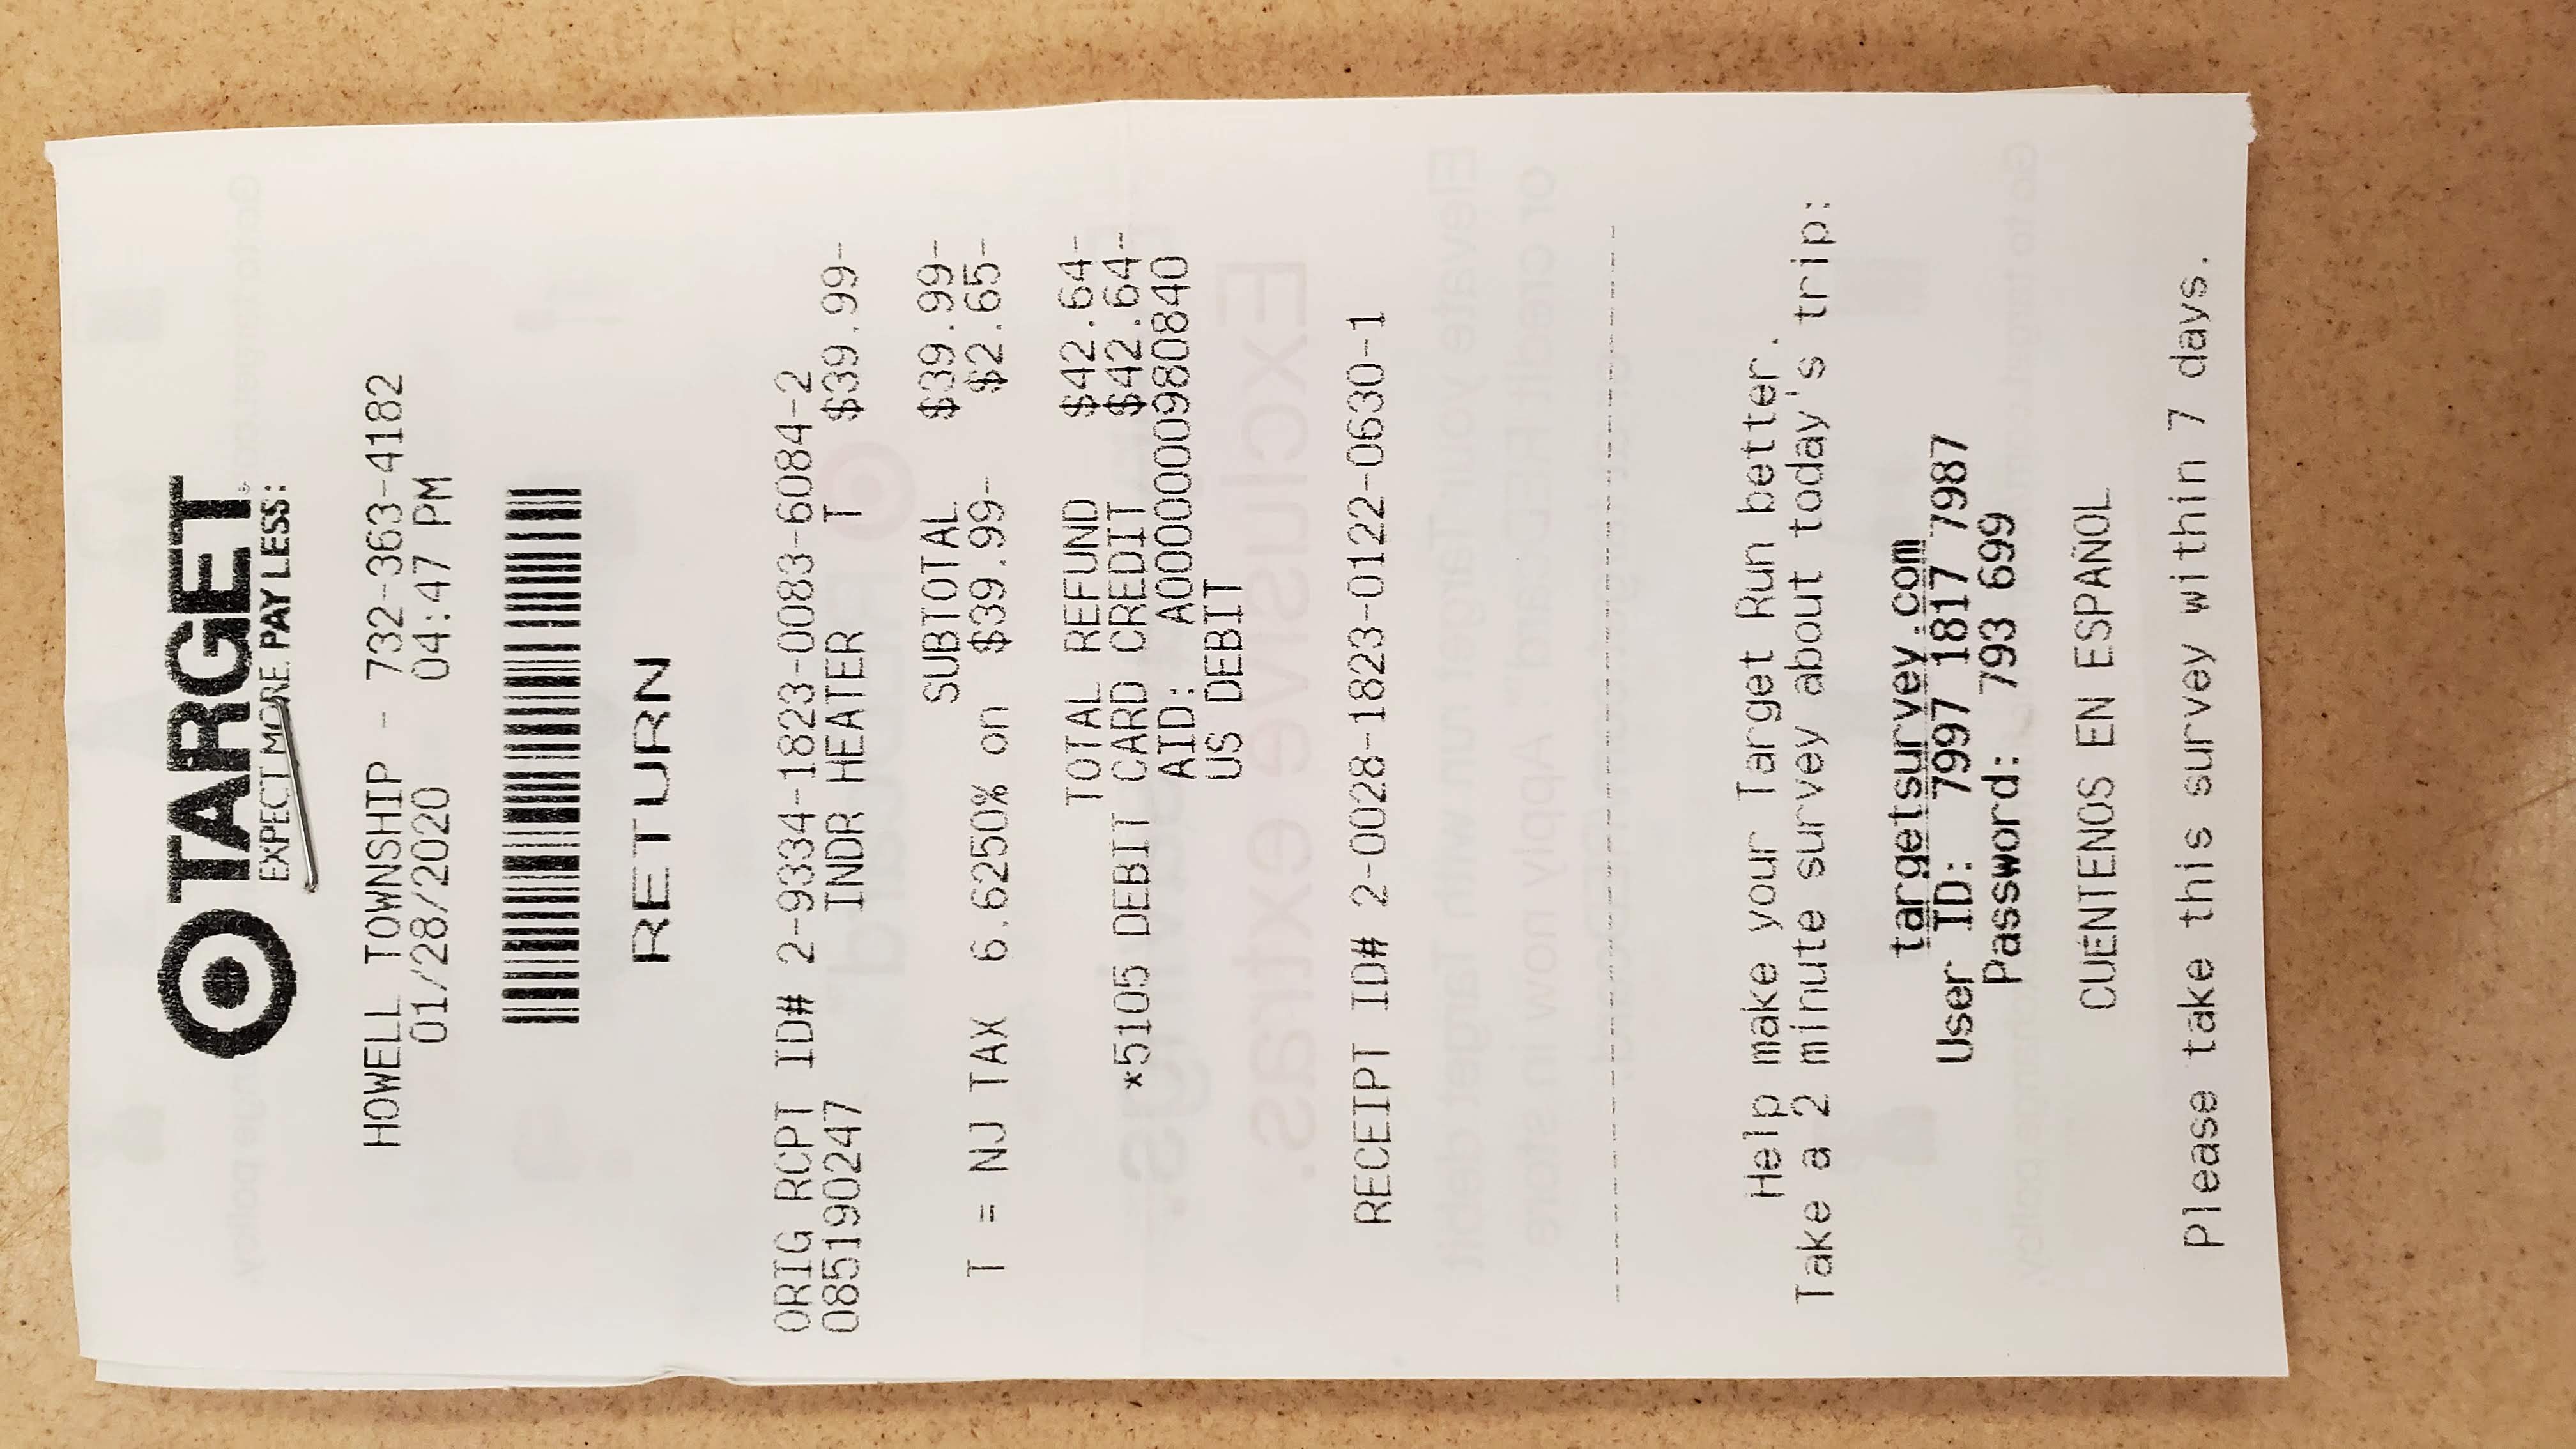 TARGET
EXPECT MORE. PAY LESS.
HOWELL TOWNSHIP - 732-363-4182
01/28/2020 04:47 PM
RETURN
ORIG RCPT ID# 2-9334-1823-0083-6084-2
085190247 INDR HEATER T $39.99-
SUBTOTAL $39.99-
T = NJ TAX 6.6250% on $39.99- $2.65-
TOTAL REFUND $42.64-
*5105 DEBIT CARD CREDIT $42.64-
AID: A0000000980840
US DEBIT
RECEIPT ID# 2-0028-1823-0122-0630-1
Help make your Target Run better.
Take a 2 minute survey about today's trip:
targetsurvey.com
User ID: 7997 1817 7987
Password: 793 699
CUÉNTENOS EN ESPAÑOL
Please take this survey within 7 days.